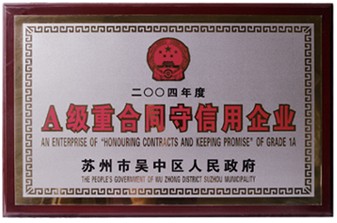 二〇〇四年度
A级重合同守信用企业
AN ENTERPRISE OF "HONOURING CONTRACTS AND KEEPING PROMISE" OF GRADE 1A
苏州市吴中区人民政府
THE PEOPLE'S GOVERNMENT OF WU ZHONG DISTRICT SUZHOU MUNICIPALITY